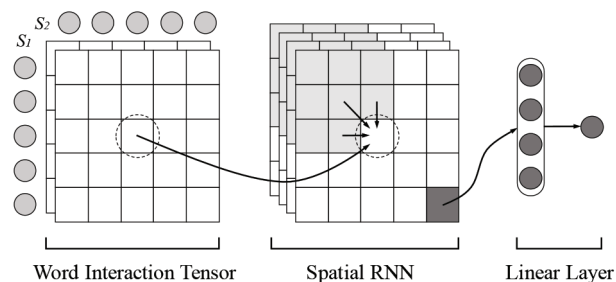 S2
S1
Word Interaction Tensor
Spatial RNN
Linear Layer